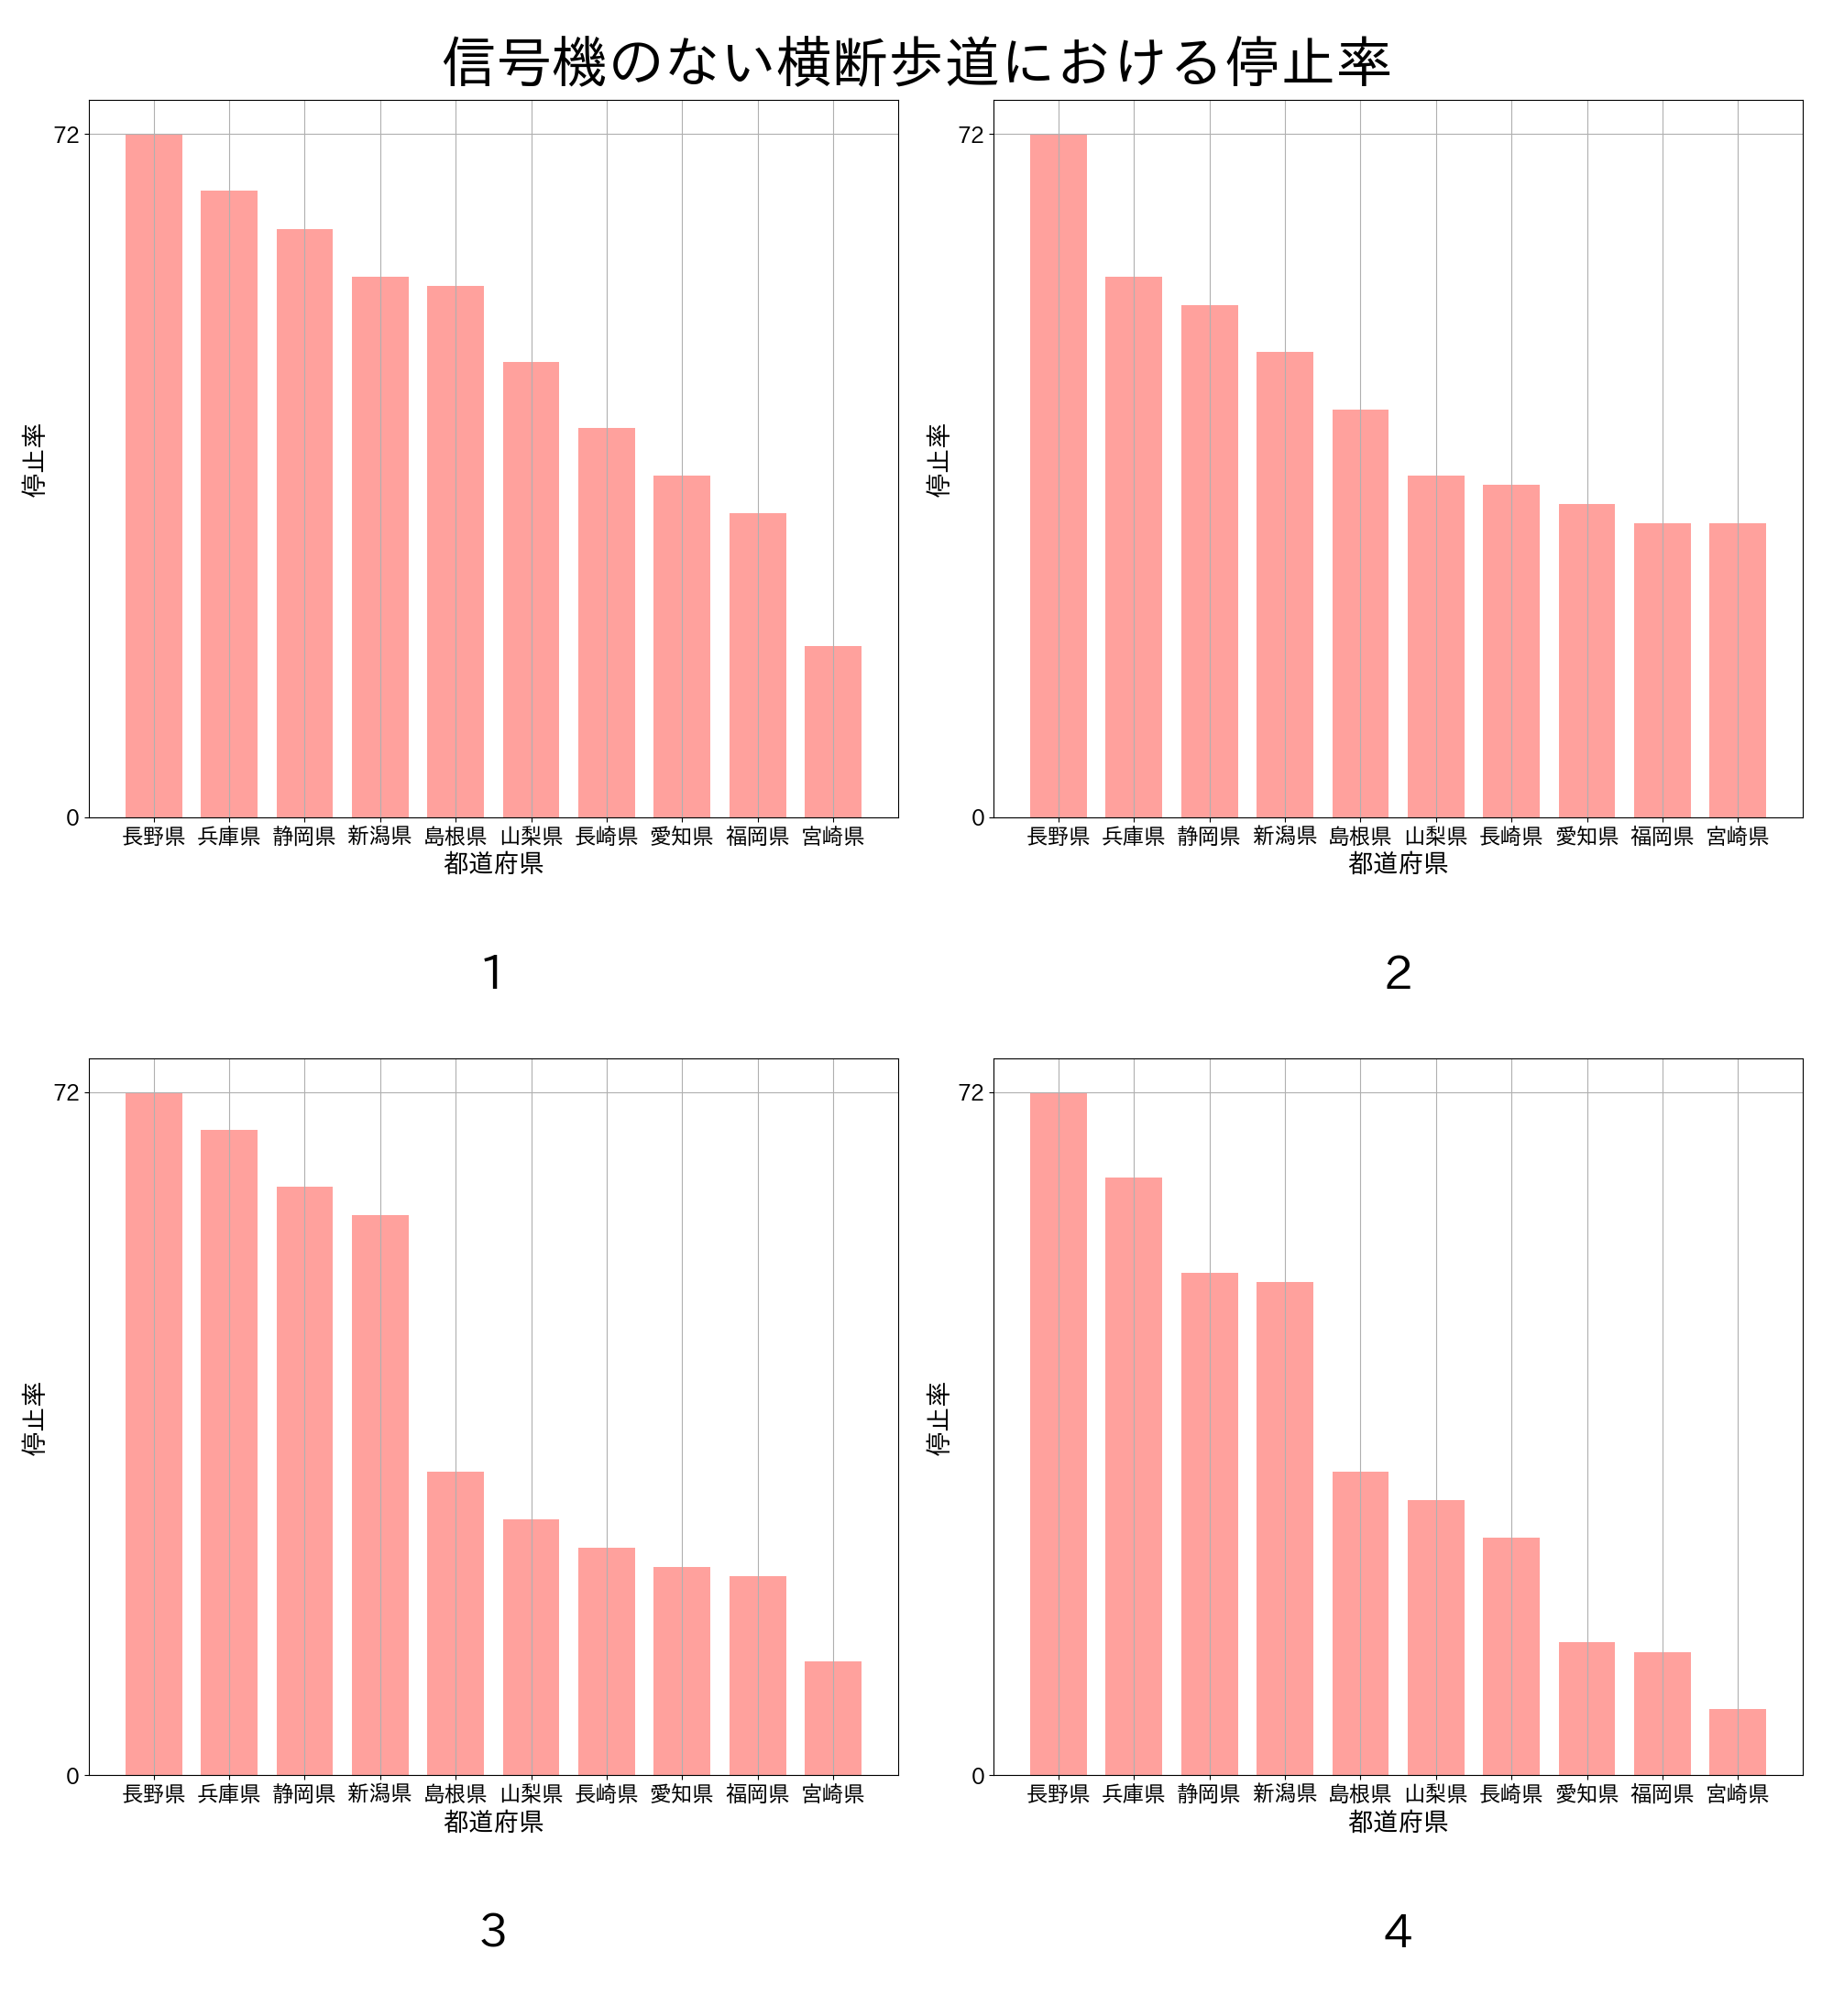 信号機のない横断歩道における停止率
72
0
停止率
長野県 兵庫県 静岡県 新潟県 島根県 山梨県 長崎県 愛知県 福岡県 宮崎県
都道府県
1
72
0
停止率
長野県 兵庫県 静岡県 新潟県 島根県 山梨県 長崎県 愛知県 福岡県 宮崎県
都道府県
2
72
0
停止率
長野県 兵庫県 静岡県 新潟県 島根県 山梨県 長崎県 愛知県 福岡県 宮崎県
都道府県
3
72
0
停止率
長野県 兵庫県 静岡県 新潟県 島根県 山梨県 長崎県 愛知県 福岡県 宮崎県
都道府県
4